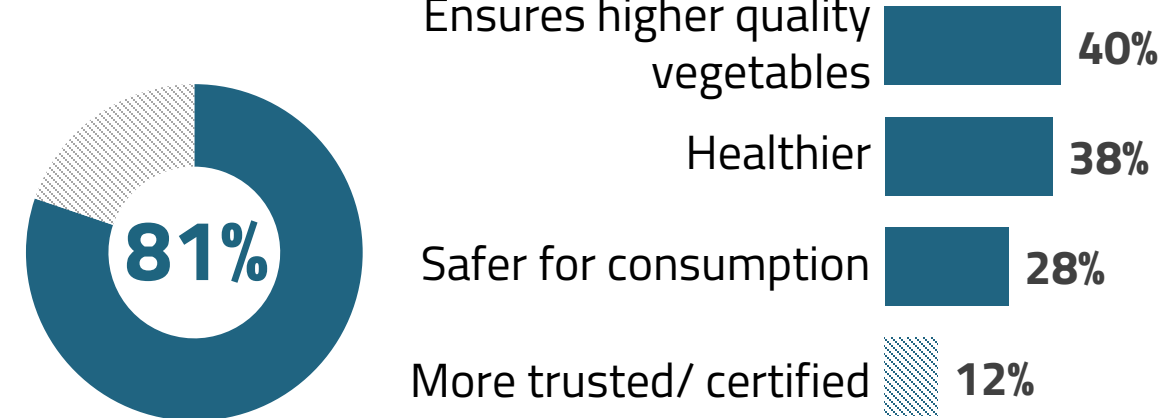 Ensures higher quality
vegetables
40%
Healthier
38%
81%
Safer for consumption
28%
More trusted/ certified
12%